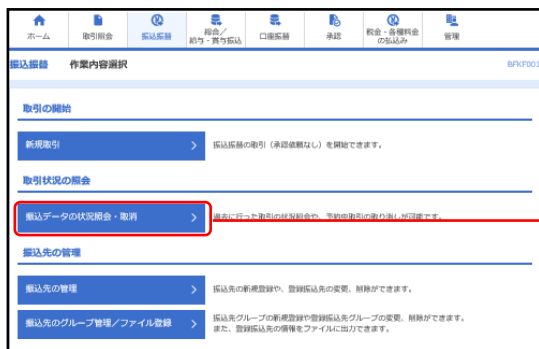 ホーム
取引照会
振込振替
総合／
給与・賞与振込
口座振替
承認
税金・各種料金
の払込み
管理
振込振替 作業内容選択
BFKF001
取引の開始
新規取引
振込振替の取引（承認依頼なし）を開始できます。
取引状況の照会
振込データの状況照会・取消
過去に行った取引の状況照会や、予約中取引の取り消しが可能です。
振込先の管理
振込先の管理
振込先の新規登録や、登録振込先の変更、削除ができます。
振込先のグループ管理／ファイル登録
振込先グループの新規登録や登録振込先グループの変更、削除ができます。
また、登録振込先の情報をファイルに出力できます。